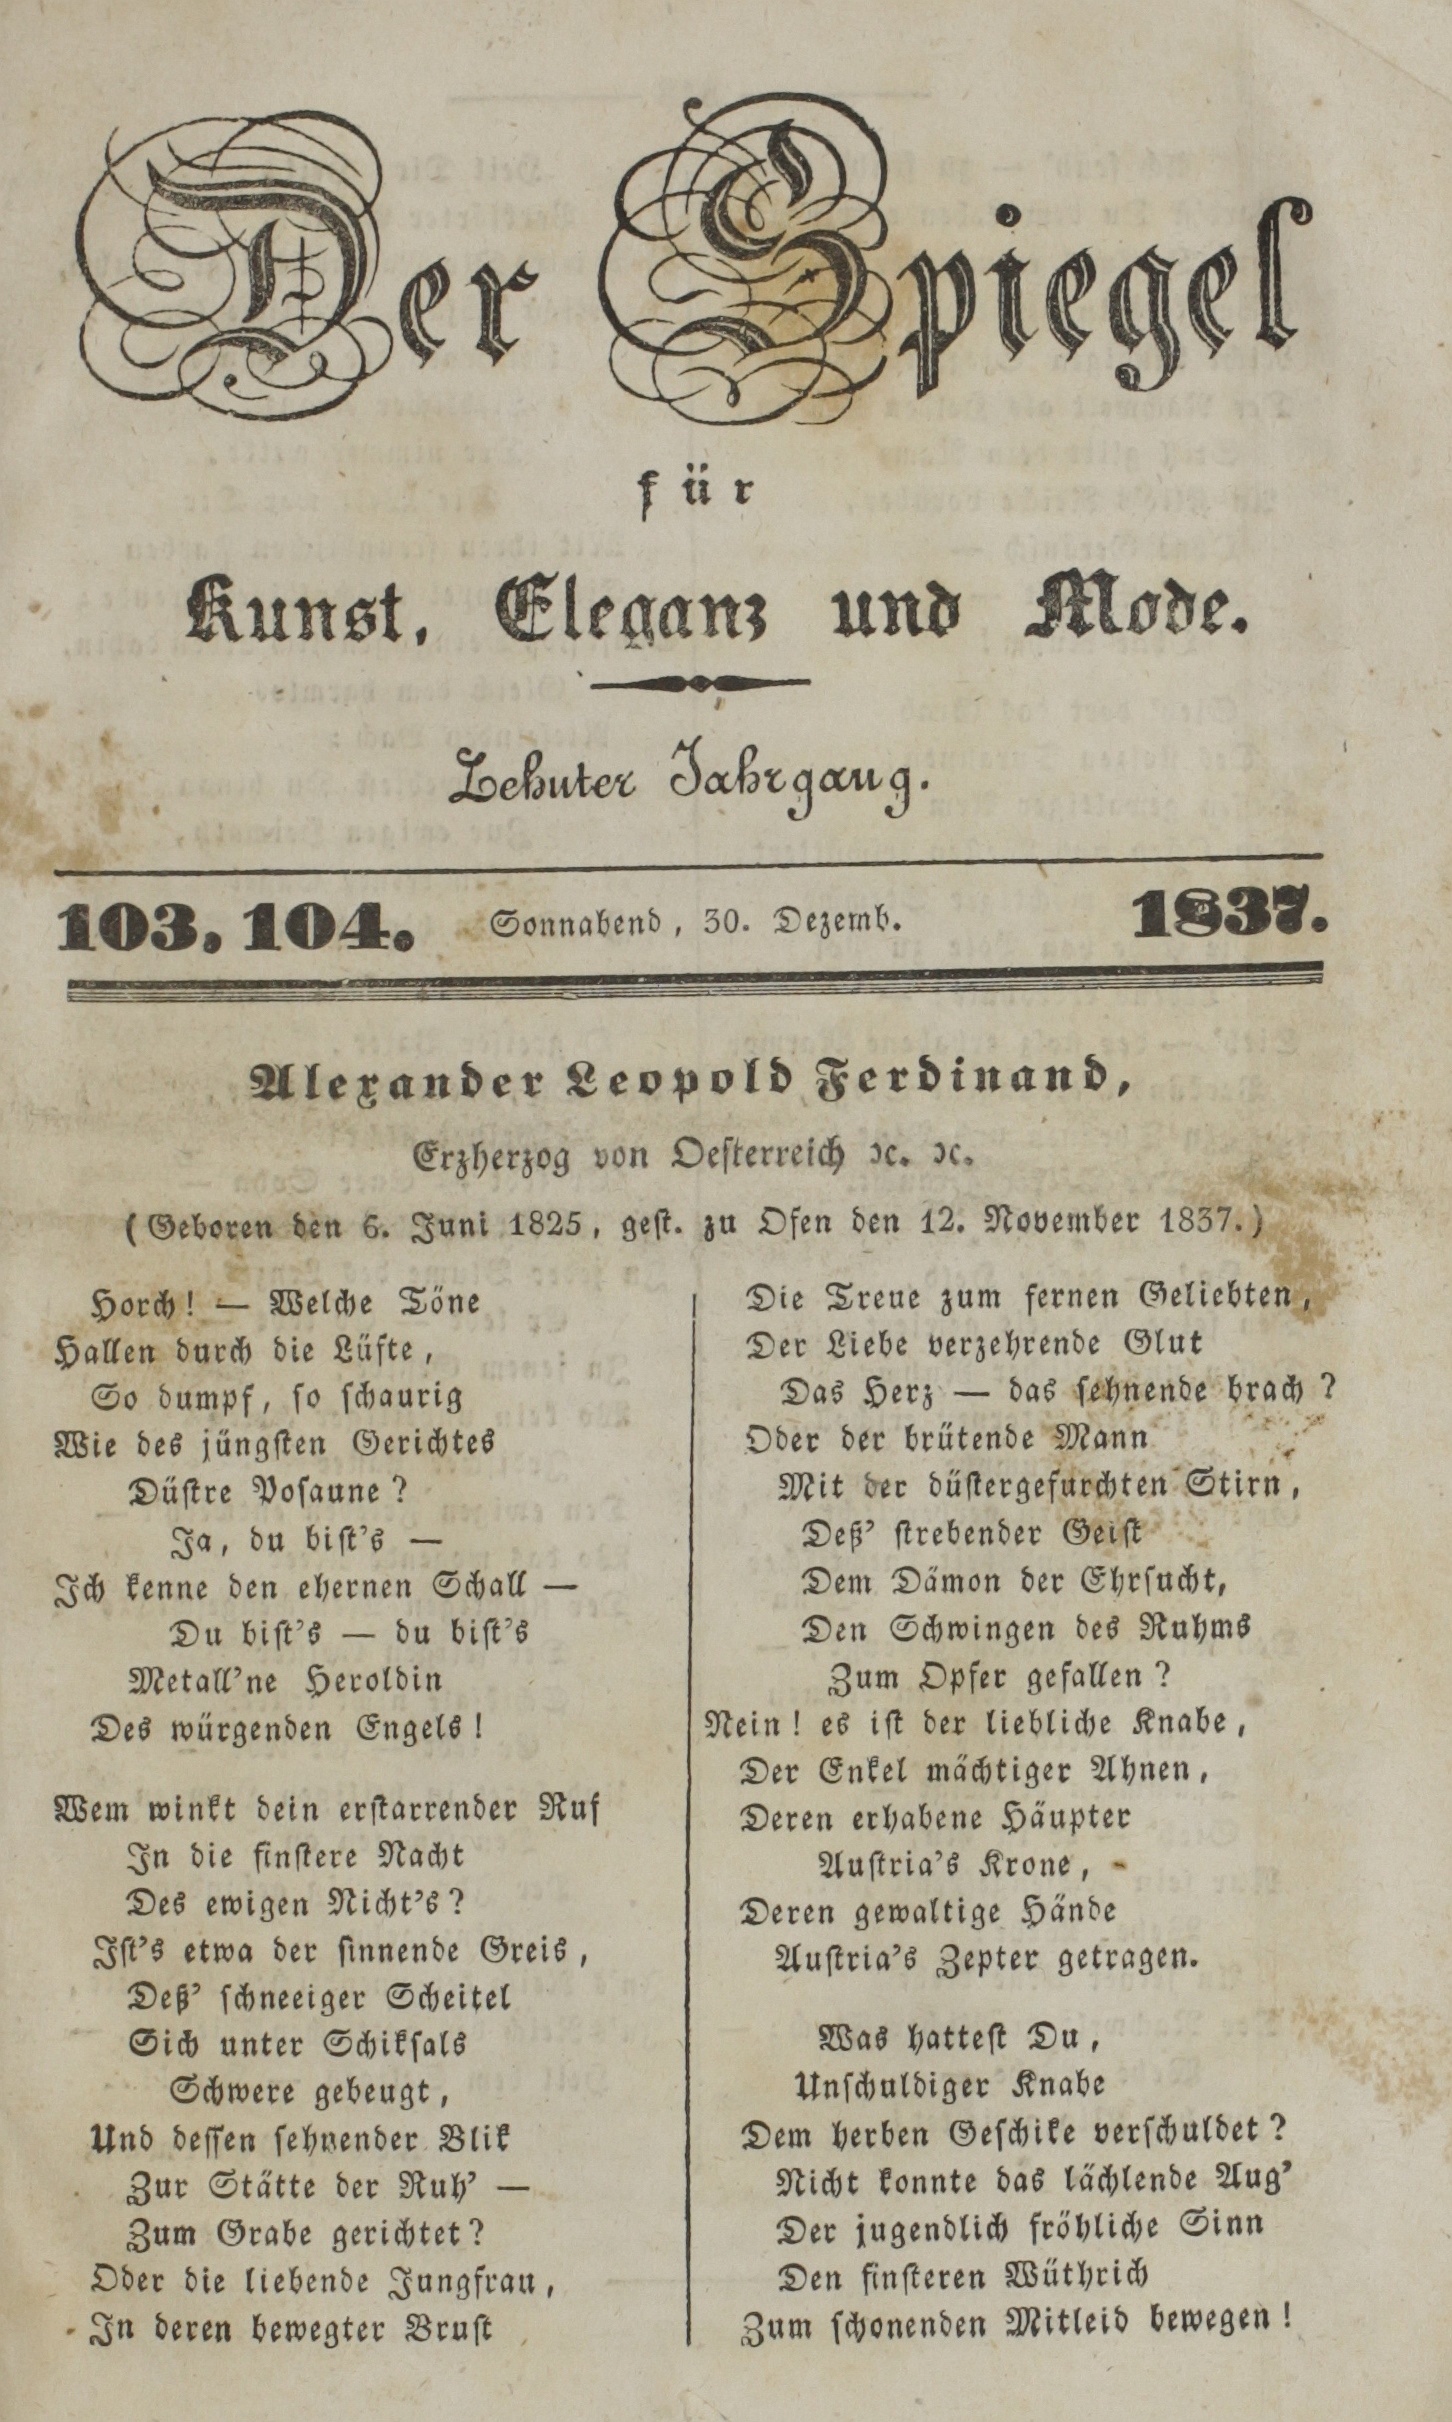 Der Spiegel
für
Kunst, Eleganz und Mode.
Zehnter Jahrgang.
103. 104. Sonnabend, 30. Dezemb. 1837.
Alexander Leopold Ferdinand,
Erzherzog von Oesterreich ꝛc. ꝛc.
(Geboren den 6. Juni 1825, gest. zu Ofen den 12. November 1837.)
Horch! — Welche Töne
Hallen durch die Lüfte,
So dumpf, so schaurig
Wie des jüngsten Gerichtes
Düstre Posaune?
Ja, du bist's —
Ich kenne den ehernen Schall —
Du bist's — du bist's
Metall'ne Heroldin
Des würgenden Engels!
Wem winkt dein erstarrender Ruf
In die finstere Nacht
Des ewigen Nicht's?
Ist's etwa der sinnende Greis,
Deß' schneeiger Scheitel
Sich unter Schiksals
Schwere gebeugt,
Und dessen sehnender Blik
Zur Stätte der Ruh' —
Zum Grabe gerichtet?
Oder die liebende Jungfrau,
In deren bewegter Brust
Die Treue zum fernen Geliebten,
Der Liebe verzehrende Glut
Das Herz — das sehnende brach?
Oder der brütende Mann
Mit der düstergefurchten Stirn,
Deß' strebender Geist
Dem Dämon der Ehrsucht,
Den Schwingen des Ruhms
Zum Opfer gefallen?
Nein! es ist der liebliche Knabe,
Der Enkel mächtiger Ahnen,
Deren erhabene Häupter
Austria's Krone,
Deren gewaltige Hände
Austria's Zepter getragen.
Was hattest Du,
Unschuldiger Knabe
Dem herben Geschike verschuldet?
Nicht konnte das lächlende Aug'
Der jugendlich fröhliche Sinn
Den finsteren Wüthrich
Zum schonenden Mitleid bewegen!